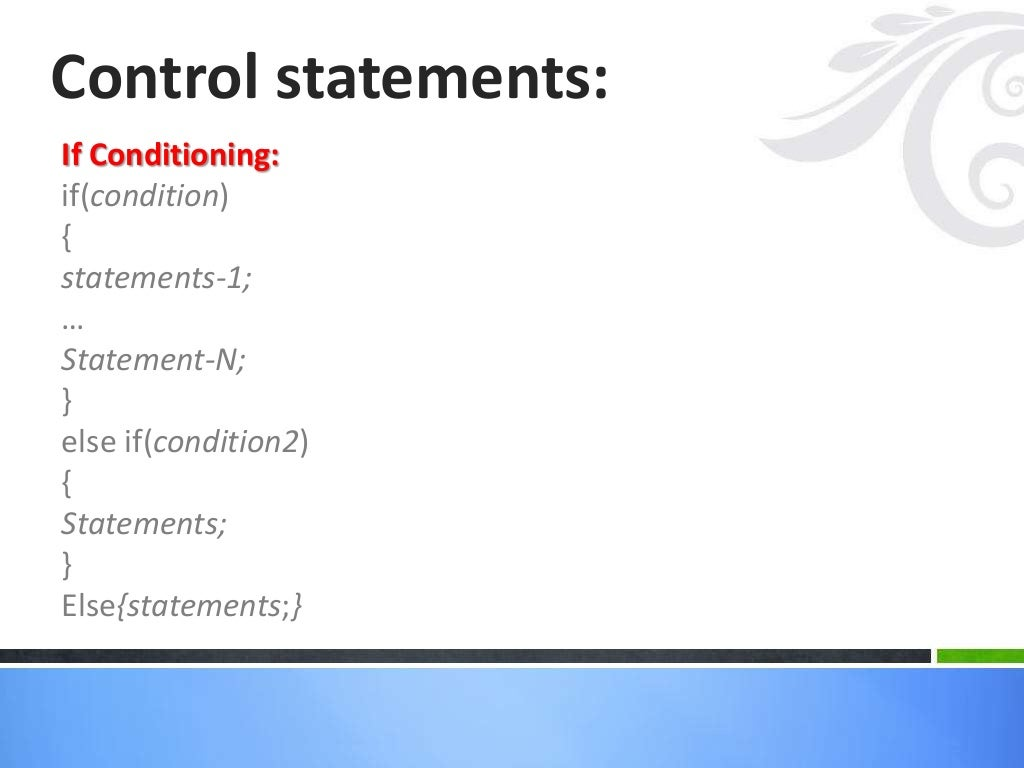 Control statements:
If Conditioning:
if(condition)
{
statements-1;
…
Statement-N;
}
else if(condition2)
{
Statements;
}
Else{statements;}